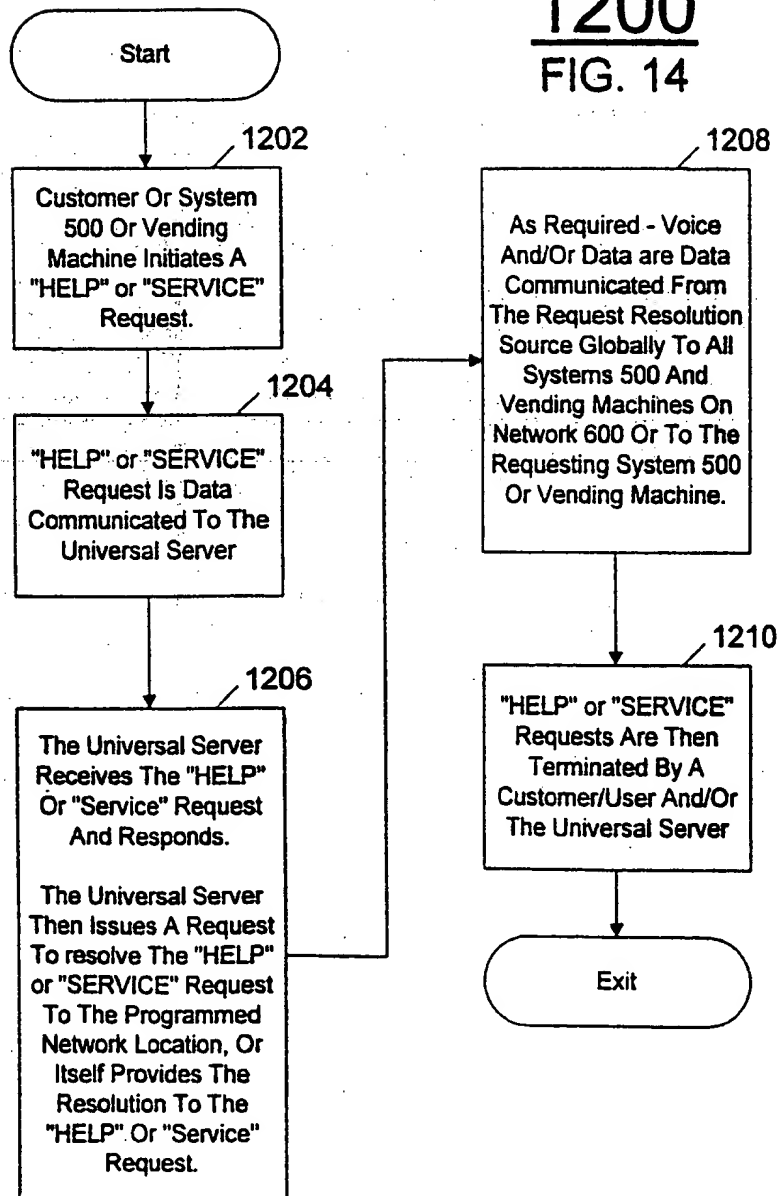 1200
FIG. 14
Start
1202
Customer Or System
500 Or Vending
Machine Initiates A
"HELP" or "SERVICE"
Request.
1204
"HELP" or "SERVICE"
Request Is Data
Communicated To The
Universal Server
1206
The Universal Server
Receives The "HELP"
Or "Service" Request
And Responds.
The Universal Server
Then Issues A Request
To resolve The "HELP"
or "SERVICE" Request
To The Programmed
Network Location, Or
Itself Provides The
Resolution To The
"HELP" Or "Service"
Request.
1208
As Required - Voice
And/Or Data are Data
Communicated From
The Request Resolution
Source Globally To All
Systems 500 And
Vending Machines On
Network 600 Or To The
Requesting System 500
Or Vending Machine.
1210
"HELP" or "SERVICE"
Requests Are Then
Terminated By A
Customer/User And/Or
The Universal Server
Exit